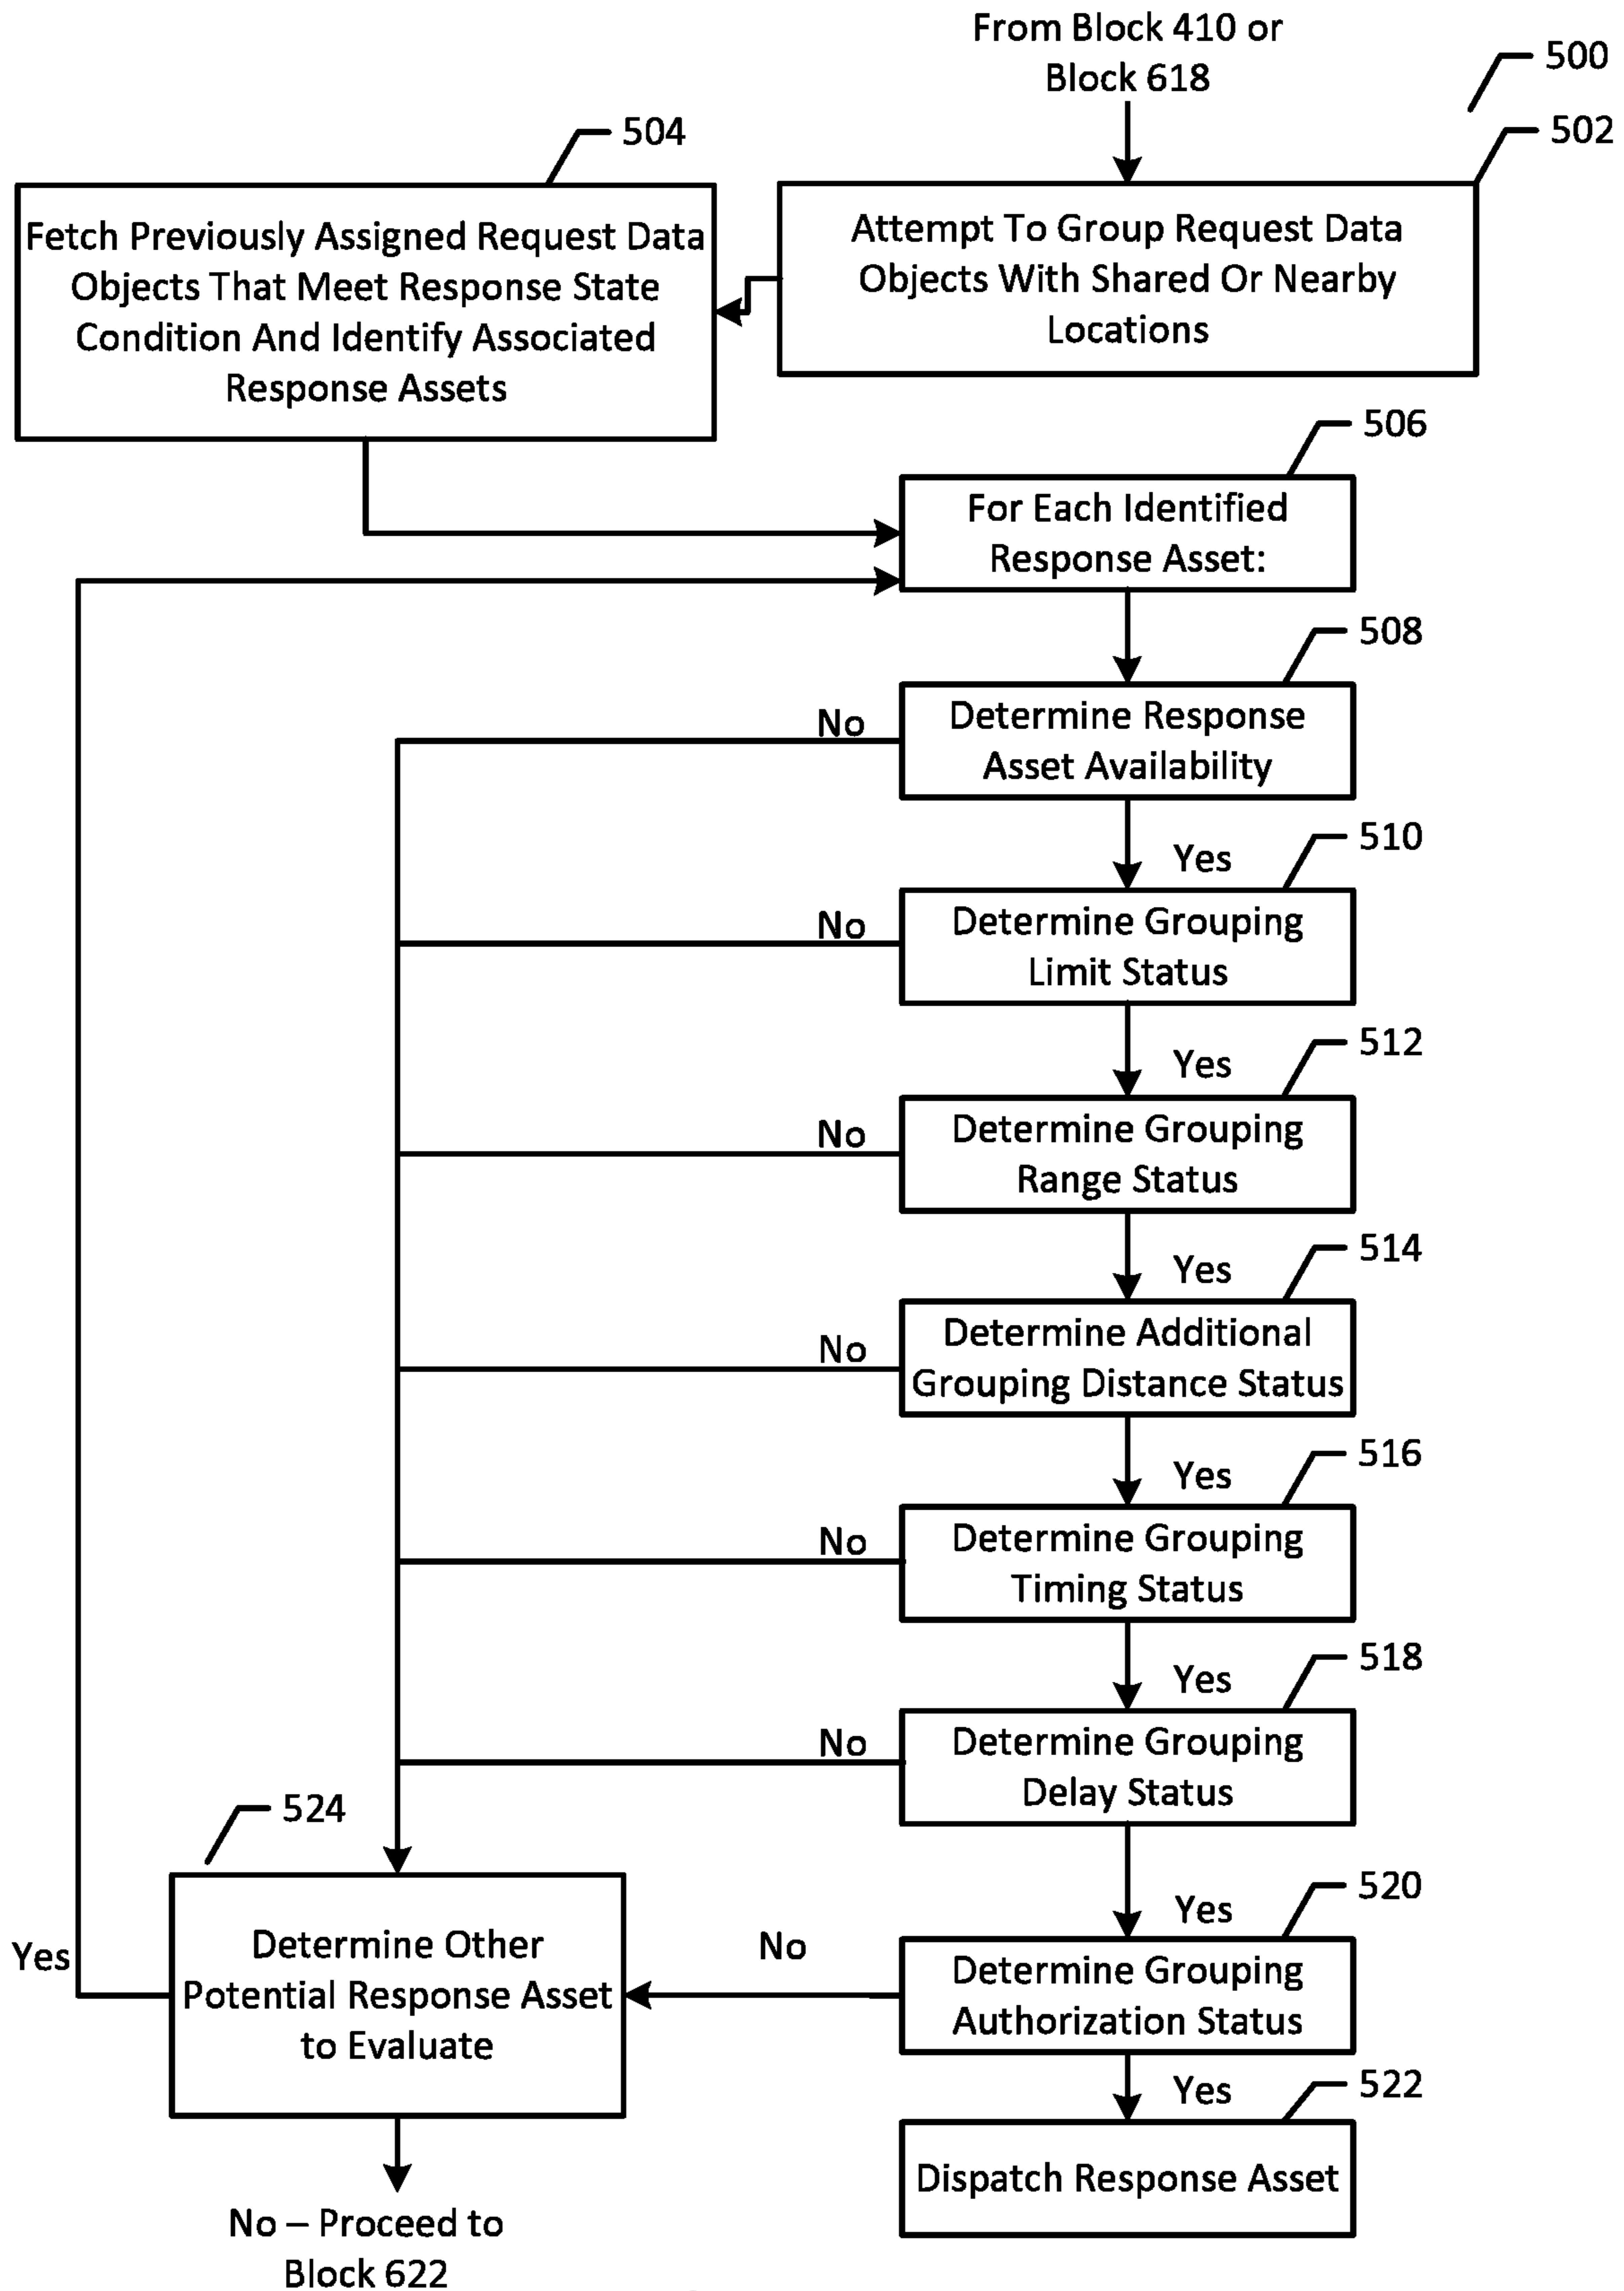 From Block 410 or
Block 618
500
502
504
Attempt To Group Request Data
Objects With Shared Or Nearby
Locations
Fetch Previously Assigned Request Data
Objects That Meet Response State
Condition And Identify Associated
Response Assets
506
For Each Identified
Response Asset:
508
Determine Response
Asset Availability
No
Yes
510
Determine Grouping
Limit Status
No
Yes
512
Determine Grouping
Range Status
No
Yes
514
Determine Additional
Grouping Distance Status
No
Yes
516
Determine Grouping
Timing Status
No
Yes
518
Determine Grouping
Delay Status
No
Yes
520
Determine Grouping
Authorization Status
No
Yes
522
Dispatch Response Asset
524
Determine Other
Potential Response Asset
to Evaluate
Yes
No – Proceed to
Block 622